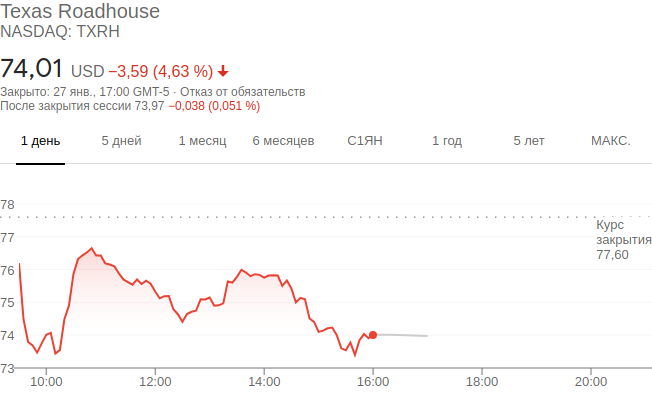 Texas Roadhouse
NASDAQ: TXRH
74,01 USD −3,59 (4,63 %)
Закрыто: 27 янв., 17:00 GMT-5 · Отказ от обязательств
После закрытия сессии 73,97 −0,038 (0,051 %)
1 день 5 дней 1 месяц 6 месяцев С1ЯН 1 год 5 лет МАКС.
78
Курс
закрытия
77,60
77
76
75
74
73
10:00 12:00 14:00 16:00 18:00 20:00